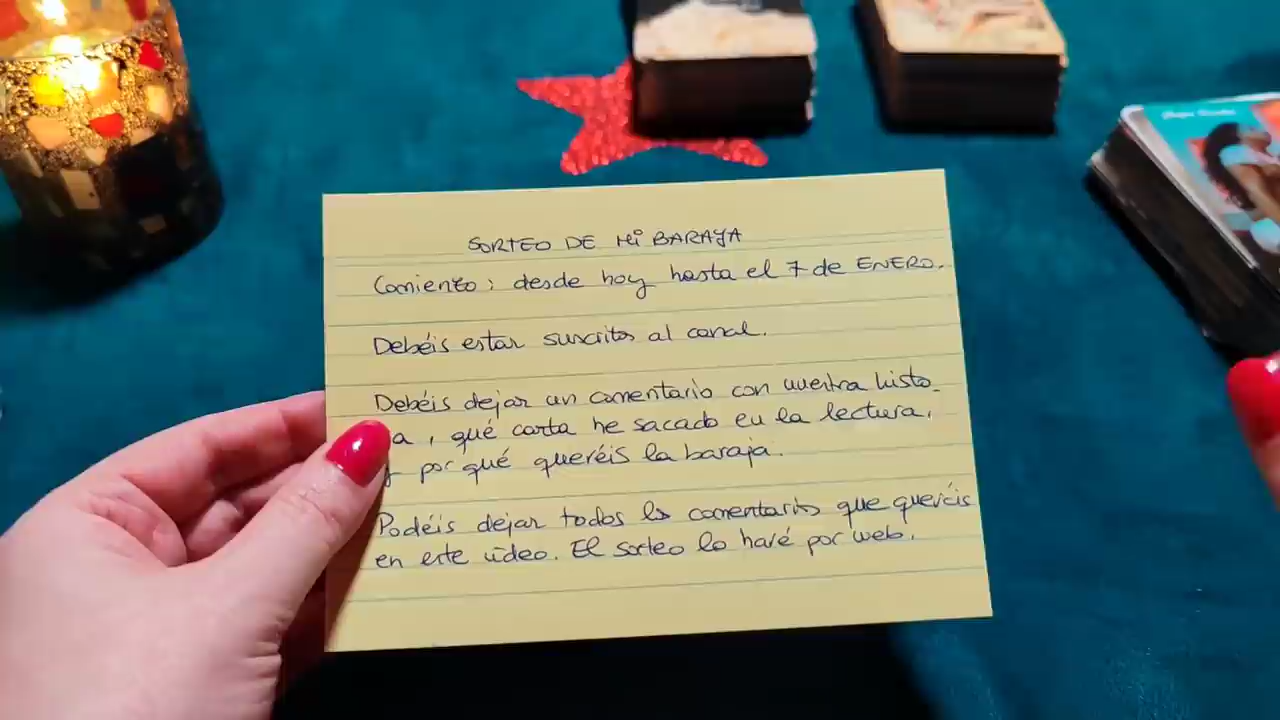 SORTEO DE Mi BARAJA
Comienzo: desde hoy hasta el 7 de ENERO.
Debéis estar suscritos al canal.
Debéis dejar un comentario con vuestra histo_
a, qué carta he sacado en la lectura,
y por qué queréis la baraja.
Podéis dejar todos los comentarios que queréis
en este vídeo. El sorteo lo haré por web.